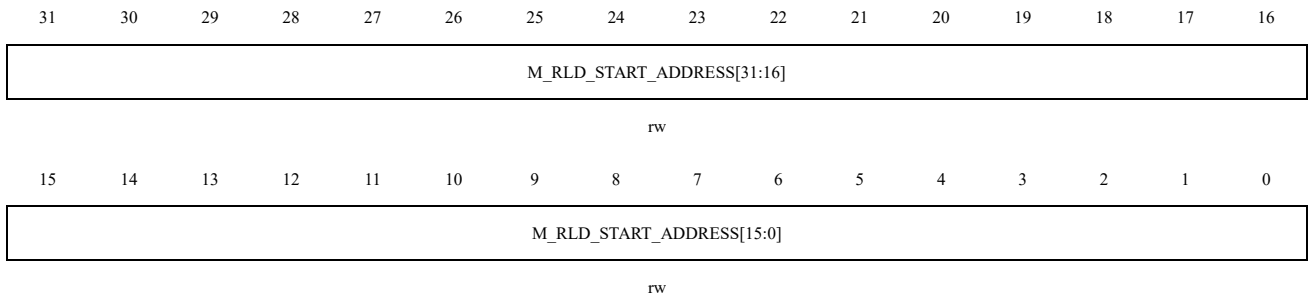 31 30 29 28 27 26 25 24 23 22 21 20 19 18 17 16
M_RLD_START_ADDRESS[31:16]
rw
15 14 13 12 11 10 9 8 7 6 5 4 3 2 1 0
M_RLD_START_ADDRESS[15:0]
rw